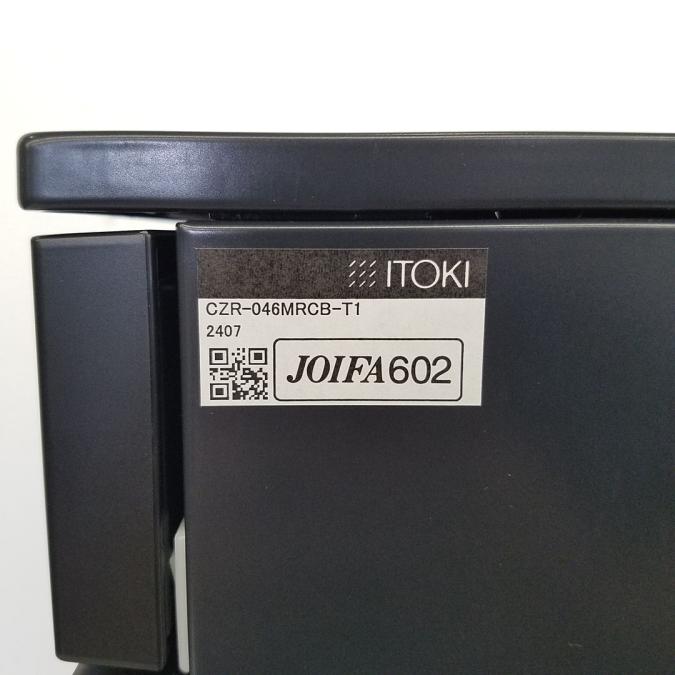 ITOKI
CZR-046MRCB-T1
2407
JOIFA602